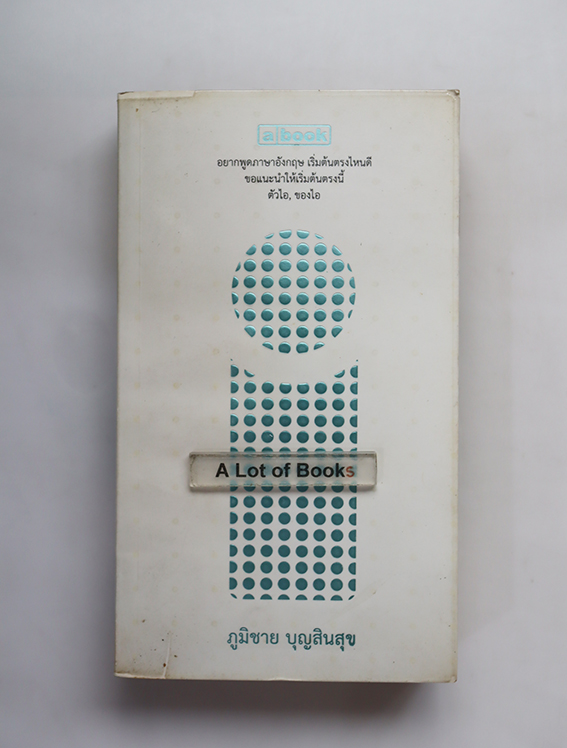 a book
อยากพูดภาษาอังกฤษ เริ่มต้นตรงไหนดี
ขอแนะนำให้เริ่มต้นตรงนี้
ตัวไอ, ของไอ
A Lot of Books
ภูมิชาย บุญสินสุข